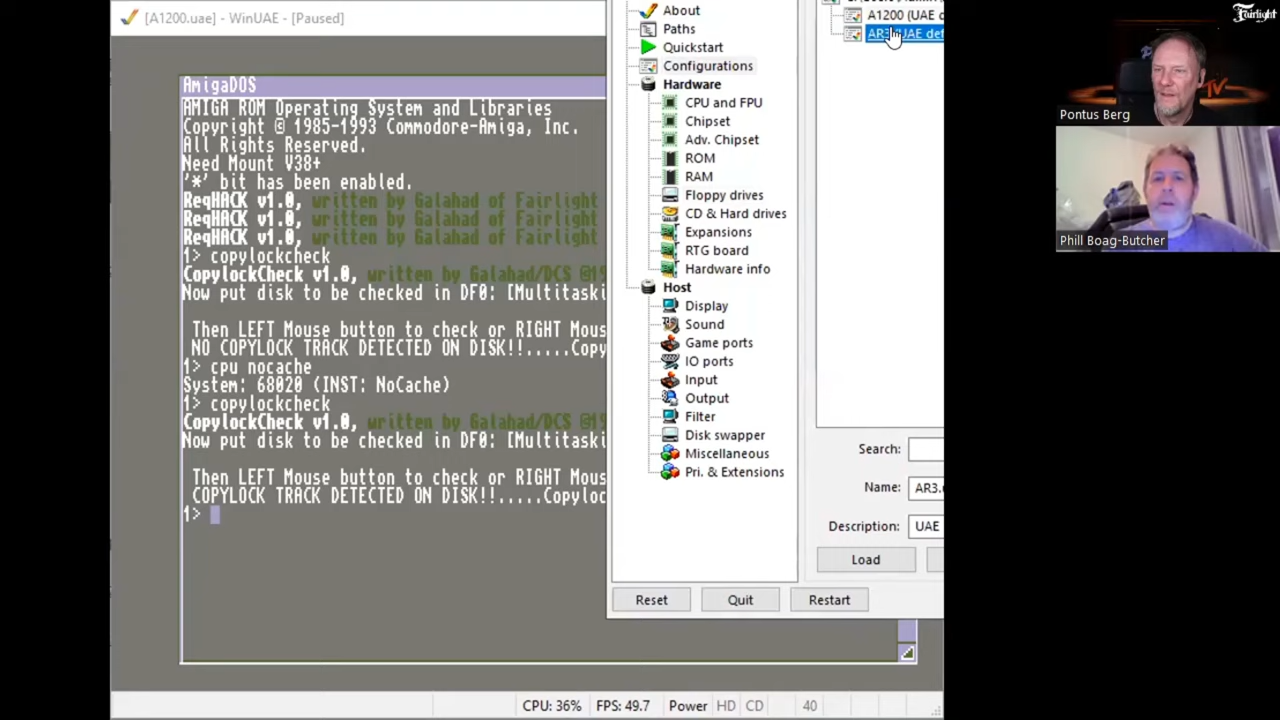 [A1200.uae] - WinUAE - [Paused]
AmigaDOS
AMIGA ROM Operating System and Libraries
Copyright © 1985-1993 Commodore-Amiga, Inc.
All Rights Reserved.
Need Mount V38+
'*' bit has been enabled.
ReqHACK v1.0, written by Galahad of Fairlight
ReqHACK v1.0, written by Galahad of Fairlight
ReqHACK v1.0, written by Galahad of Fairlight
1> copylockcheck
CopylockCheck v1.0, written by Galahad/DCS @19
Now put disk to be checked in DF0: [Multitaski
Then LEFT Mouse button to check or RIGHT Mous
NO COPYLOCK TRACK DETECTED ON DISK!!.....Copy
1> cpu nocache
System: 68020 (INST: NoCache)
1> copylockcheck
CopylockCheck v1.0, written by Galahad/DCS @19
Now put disk to be checked in DF0: [Multitaski
Then LEFT Mouse button to check or RIGHT Mous
COPYLOCK TRACK DETECTED ON DISK!!.....Copyloc
1>
About
Paths
Quickstart
Configurations
Hardware
CPU and FPU
Chipset
Adv. Chipset
ROM
RAM
Floppy drives
CD & Hard drives
Expansions
RTG board
Hardware info
Host
Display
Sound
Game ports
IO ports
Input
Output
Filter
Disk swapper
Miscellaneous
Pri. & Extensions
Reset
Quit
Restart
A1200 (UAE d
UAE def
Search:
Name: AR3.
Description: UAE
Load
CPU: 36%
FPS: 49.7
Power
HD
CD
40
Fairlight
Pontus Berg
Phill Boag-Butcher